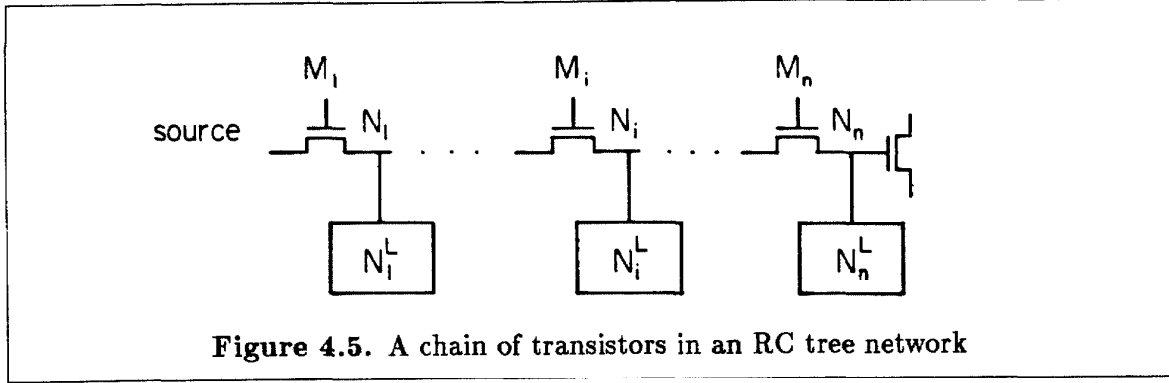 M₁ Mᵢ Mₙ
source N₁ . . . . Nᵢ . . . . Nₙ
N₁ᴸ Nᵢᴸ Nₙᴸ
Figure 4.5. A chain of transistors in an RC tree network